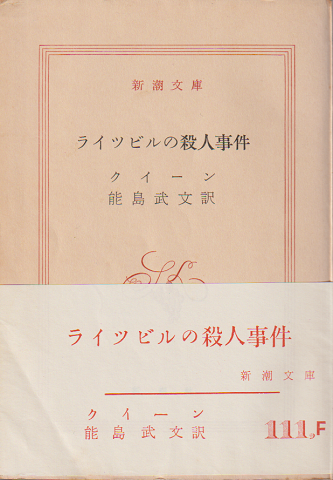 新潮文庫
ライツビルの殺人事件
クイーン
能島武文訳
ライツビルの殺人事件
新潮文庫
クイーン
能島武文訳
111,F